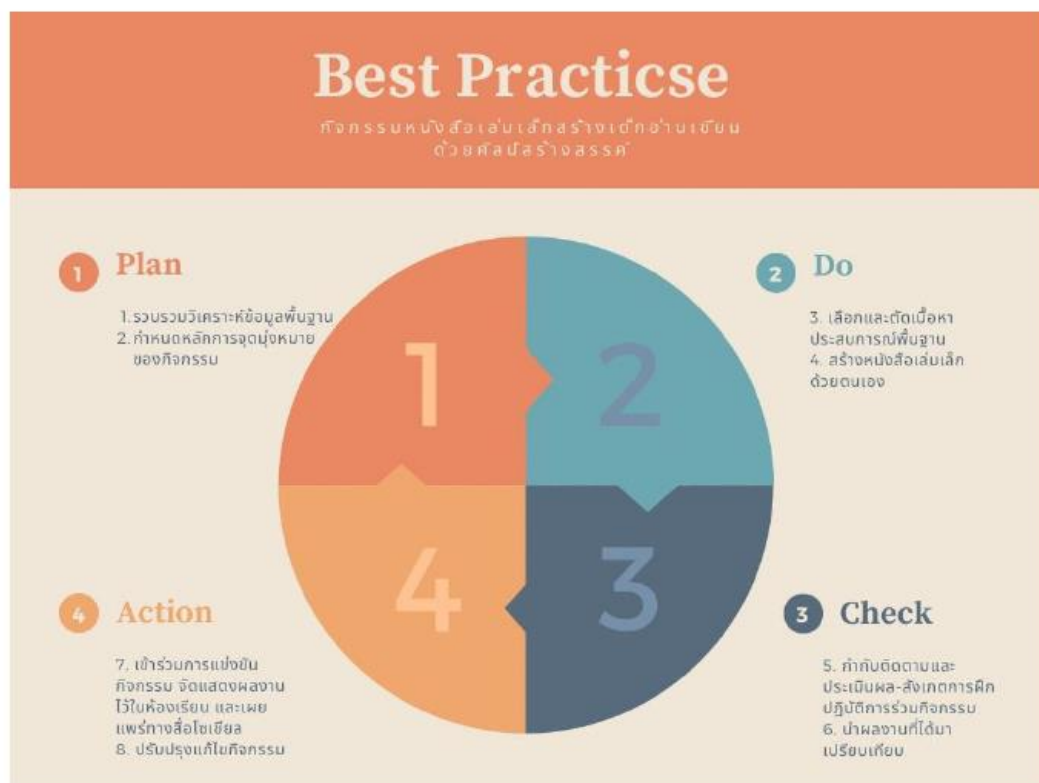 Best Practicse
กิจกรรมหนังสือเล่มเล็กสร้างเด็กอ่านเขียน
ด้วยศิลป์สร้างสรรค์
1 Plan
1. รวบรวมวิเคราะห์ข้อมูลพื้นฐาน
2. กำหนดหลักการจุดมุ่งหมาย
ของกิจกรรม
2 Do
3. เลือกและตัดเนื้อหา
ประสบการณ์พื้นฐาน
4. สร้างหนังสือเล่มเล็ก
ด้วยตนเอง
1
2
4
3
4 Action
7. เข้าร่วมการแข่งขัน
กิจกรรม จัดแสดงผลงาน
ไว้ในห้องเรียน และเผย
แพร่ทางสื่อโซเชียล
8. ปรับปรุงแก้ไขกิจกรรม
3 Check
5. กำกับติดตามและ
ประเมินผล-สังเกตการฝึก
ปฏิบัติการร่วมกิจกรรม
6. นำผลงานที่ได้มา
เปรียบเทียบ